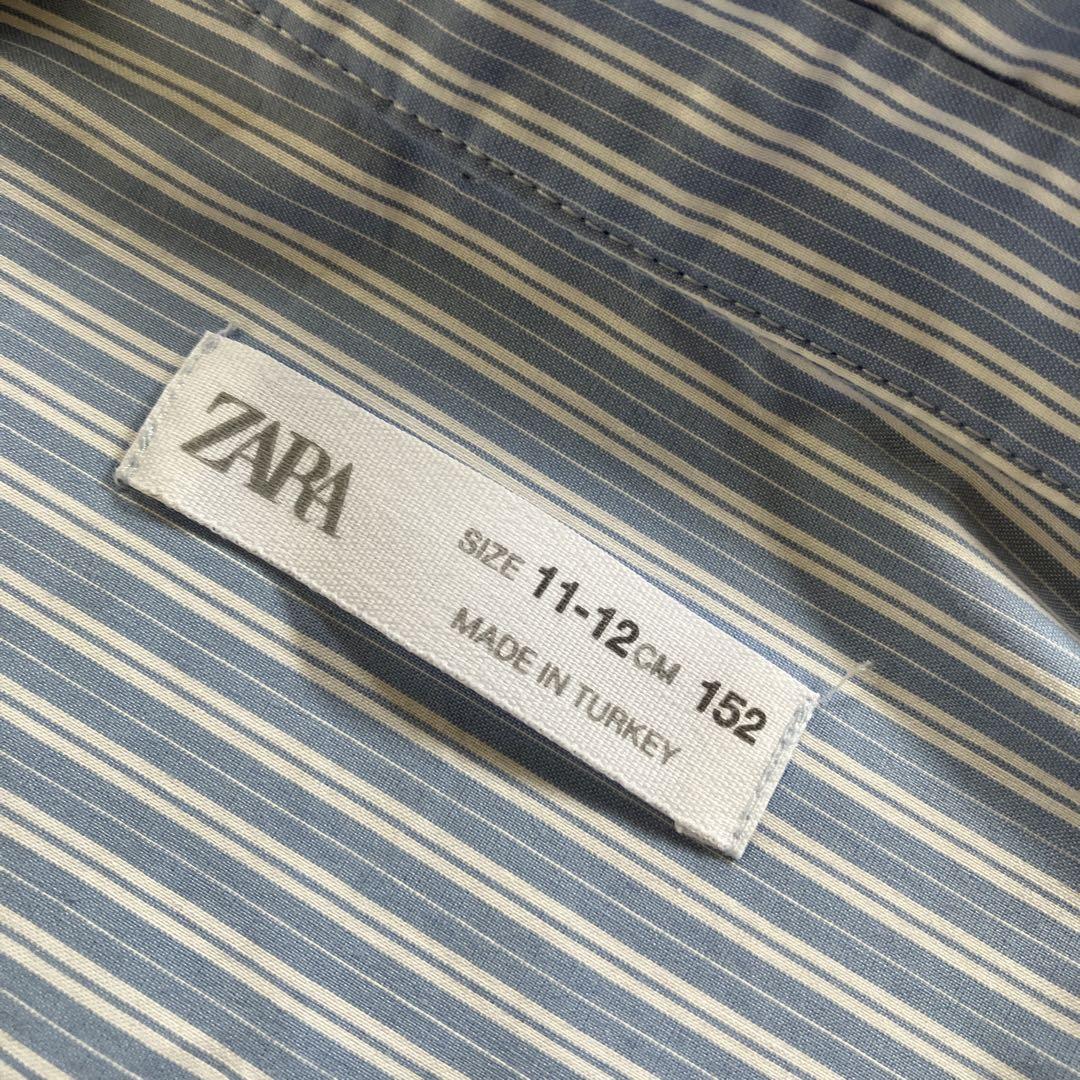 ZARA
SIZE 11-12 CM 152
MADE IN TURKEY